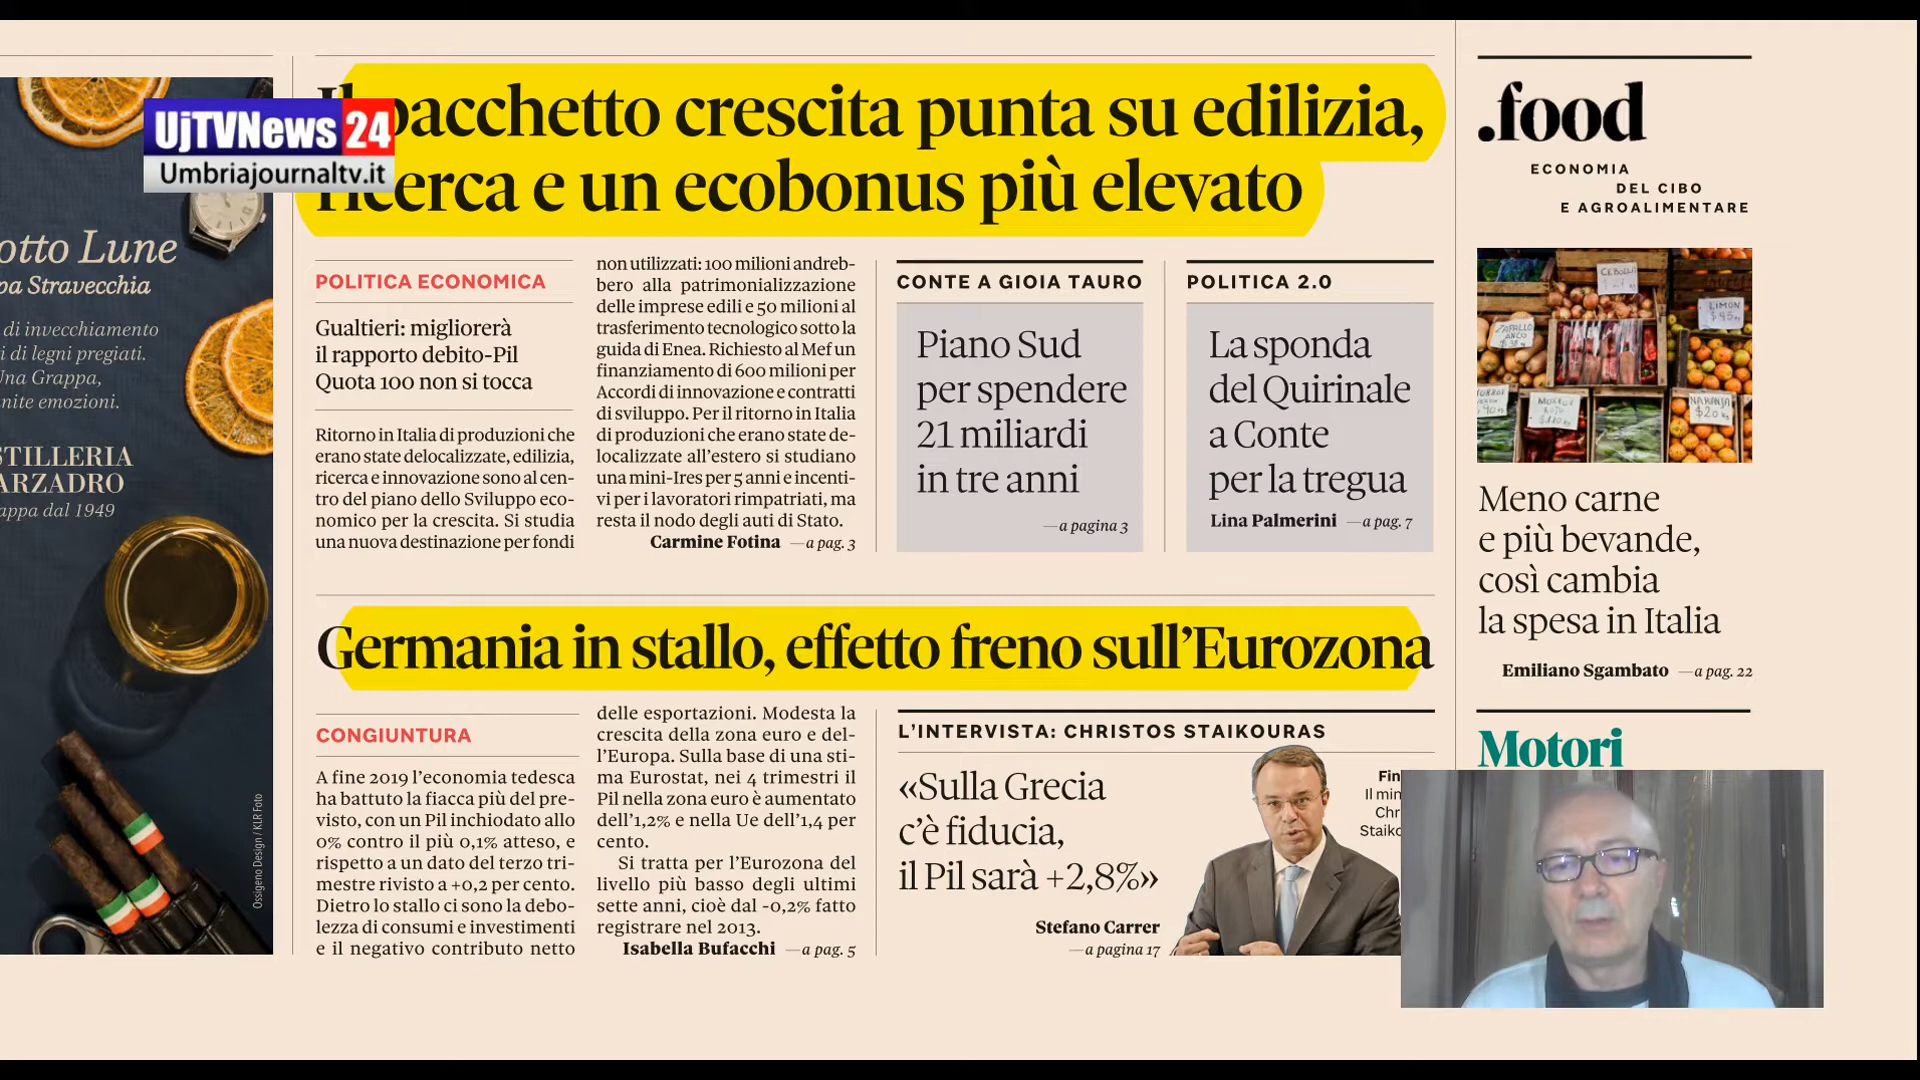 UjTVNews 24
Umbriajournaltv.it
otto Lune
pa Stravecchia
di invecchiamento
i di legni pregiati.
Una Grappa,
nite emozioni.
STILLERIA
ARZADRO
appa dal 1949
Ossigeno Design / KLR Foto
Il pacchetto crescita punta su edilizia,
ricerca e un ecobonus più elevato
POLITICA ECONOMICA
Gualtieri: migliorerà
il rapporto debito-Pil
Quota 100 non si tocca
Ritorno in Italia di produzioni che
erano state delocalizzate, edilizia,
ricerca e innovazione sono al cen-
tro del piano dello Sviluppo eco-
nomico per la crescita. Si studia
una nuova destinazione per fondi
non utilizzati: 100 milioni andreb-
bero alla patrimonializzazione
delle imprese edili e 50 milioni al
trasferimento tecnologico sotto la
guida di Enea. Richiesto al Mef un
finanziamento di 600 milioni per
Accordi di innovazione e contratti
di sviluppo. Per il ritorno in Italia
di produzioni che erano state de-
localizzate all'estero si studiano
una mini-Ires per 5 anni e incenti-
vi per i lavoratori rimpatriati, ma
resta il nodo degli auti di Stato.
Carmine Fotina —a pag. 3
CONTE A GIOIA TAURO
Piano Sud
per spendere
21 miliardi
in tre anni
—a pagina 3
POLITICA 2.0
La sponda
del Quirinale
a Conte
per la tregua
Lina Palmerini —a pag. 7
Germania in stallo, effetto freno sull'Eurozona
CONGIUNTURA
A fine 2019 l'economia tedesca
ha battuto la fiacca più del pre-
visto, con un Pil inchiodato allo
0% contro il più 0,1% atteso, e
rispetto a un dato del terzo tri-
mestre rivisto a +0,2 per cento.
Dietro lo stallo ci sono la debo-
lezza di consumi e investimenti
e il negativo contributo netto
delle esportazioni. Modesta la
crescita della zona euro e del-
l'Europa. Sulla base di una sti-
ma Eurostat, nei 4 trimestri il
Pil nella zona euro è aumentato
dell'1,2% e nella Ue dell'1,4 per
cento.
Si tratta per l'Eurozona del
livello più basso degli ultimi
sette anni, cioè dal -0,2% fatto
registrare nel 2013.
Isabella Bufacchi —a pag. 5
L'INTERVISTA: CHRISTOS STAIKOURAS
«Sulla Grecia
c'è fiducia,
il Pil sarà +2,8%»
Stefano Carrer
—a pagina 17
Fin
Il min
Chr
Staiko
.food
ECONOMIA
DEL CIBO
E AGROALIMENTARE
CEBOLLA
LIMON
$45
ZAPALLO
ANCO
NARANJA
$20
Meno carne
e più bevande,
così cambia
la spesa in Italia
Emiliano Sgambato —a pag. 22
Motori